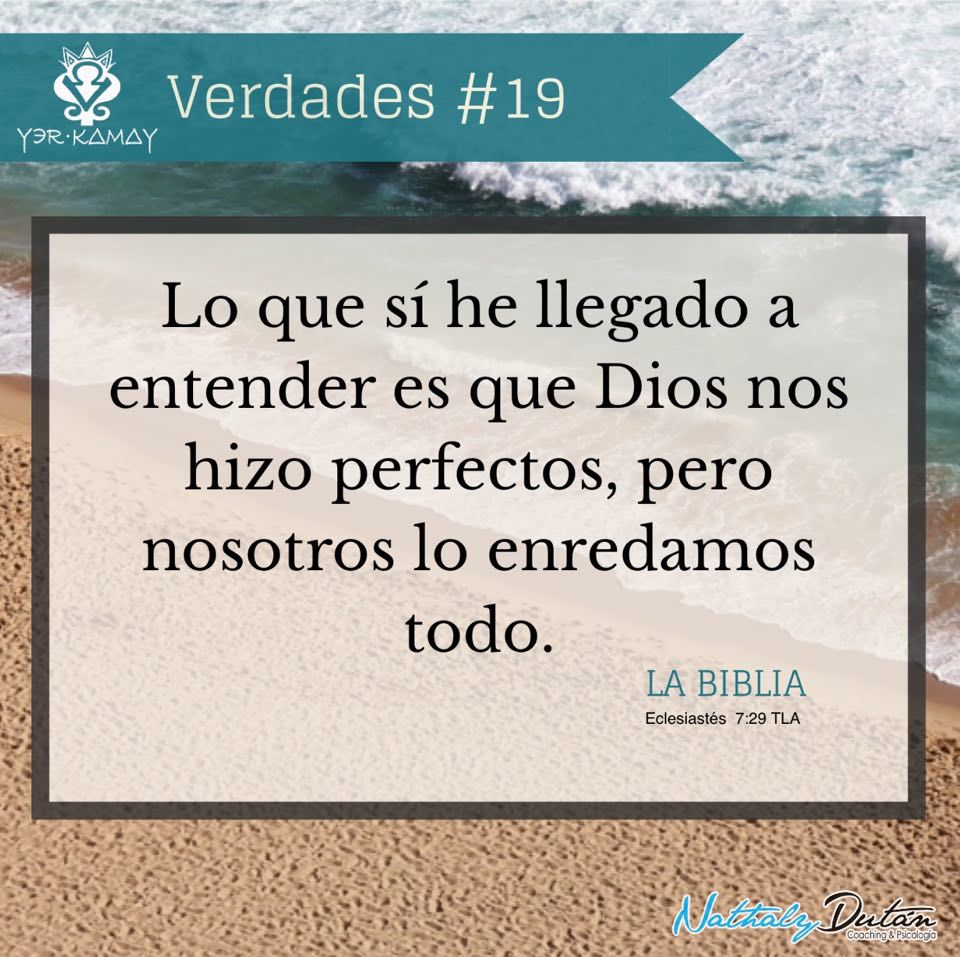 YƎR·KAMAY
Verdades #19
Lo que sí he llegado a
entender es que Dios nos
hizo perfectos, pero
nosotros lo enredamos
todo.
LA BIBLIA
Eclesiastés 7:29 TLA
Nathaly Dután
Coaching & Psicología